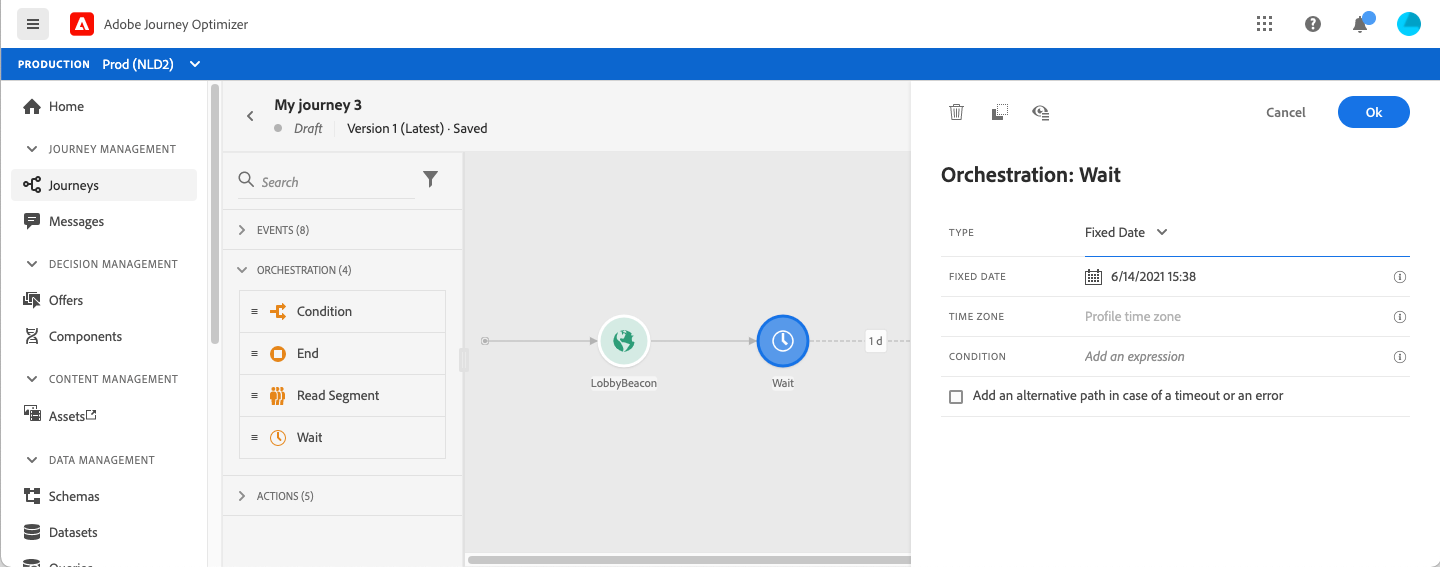 Adobe Journey Optimizer
PRODUCTION Prod (NLD2)
Home
JOURNEY MANAGEMENT
Journeys
Messages
DECISION MANAGEMENT
Offers
Components
CONTENT MANAGEMENT
Assets
DATA MANAGEMENT
Schemas
Datasets
Queries
My journey 3
Draft Version 1 (Latest) · Saved
Search
EVENTS (8)
ORCHESTRATION (4)
Condition
End
Read Segment
Wait
ACTIONS (5)
LobbyBeacon
Wait
1 d
Cancel Ok
Orchestration: Wait
TYPE Fixed Date
FIXED DATE 6/14/2021 15:38
TIME ZONE Profile time zone
CONDITION Add an expression
Add an alternative path in case of a timeout or an error